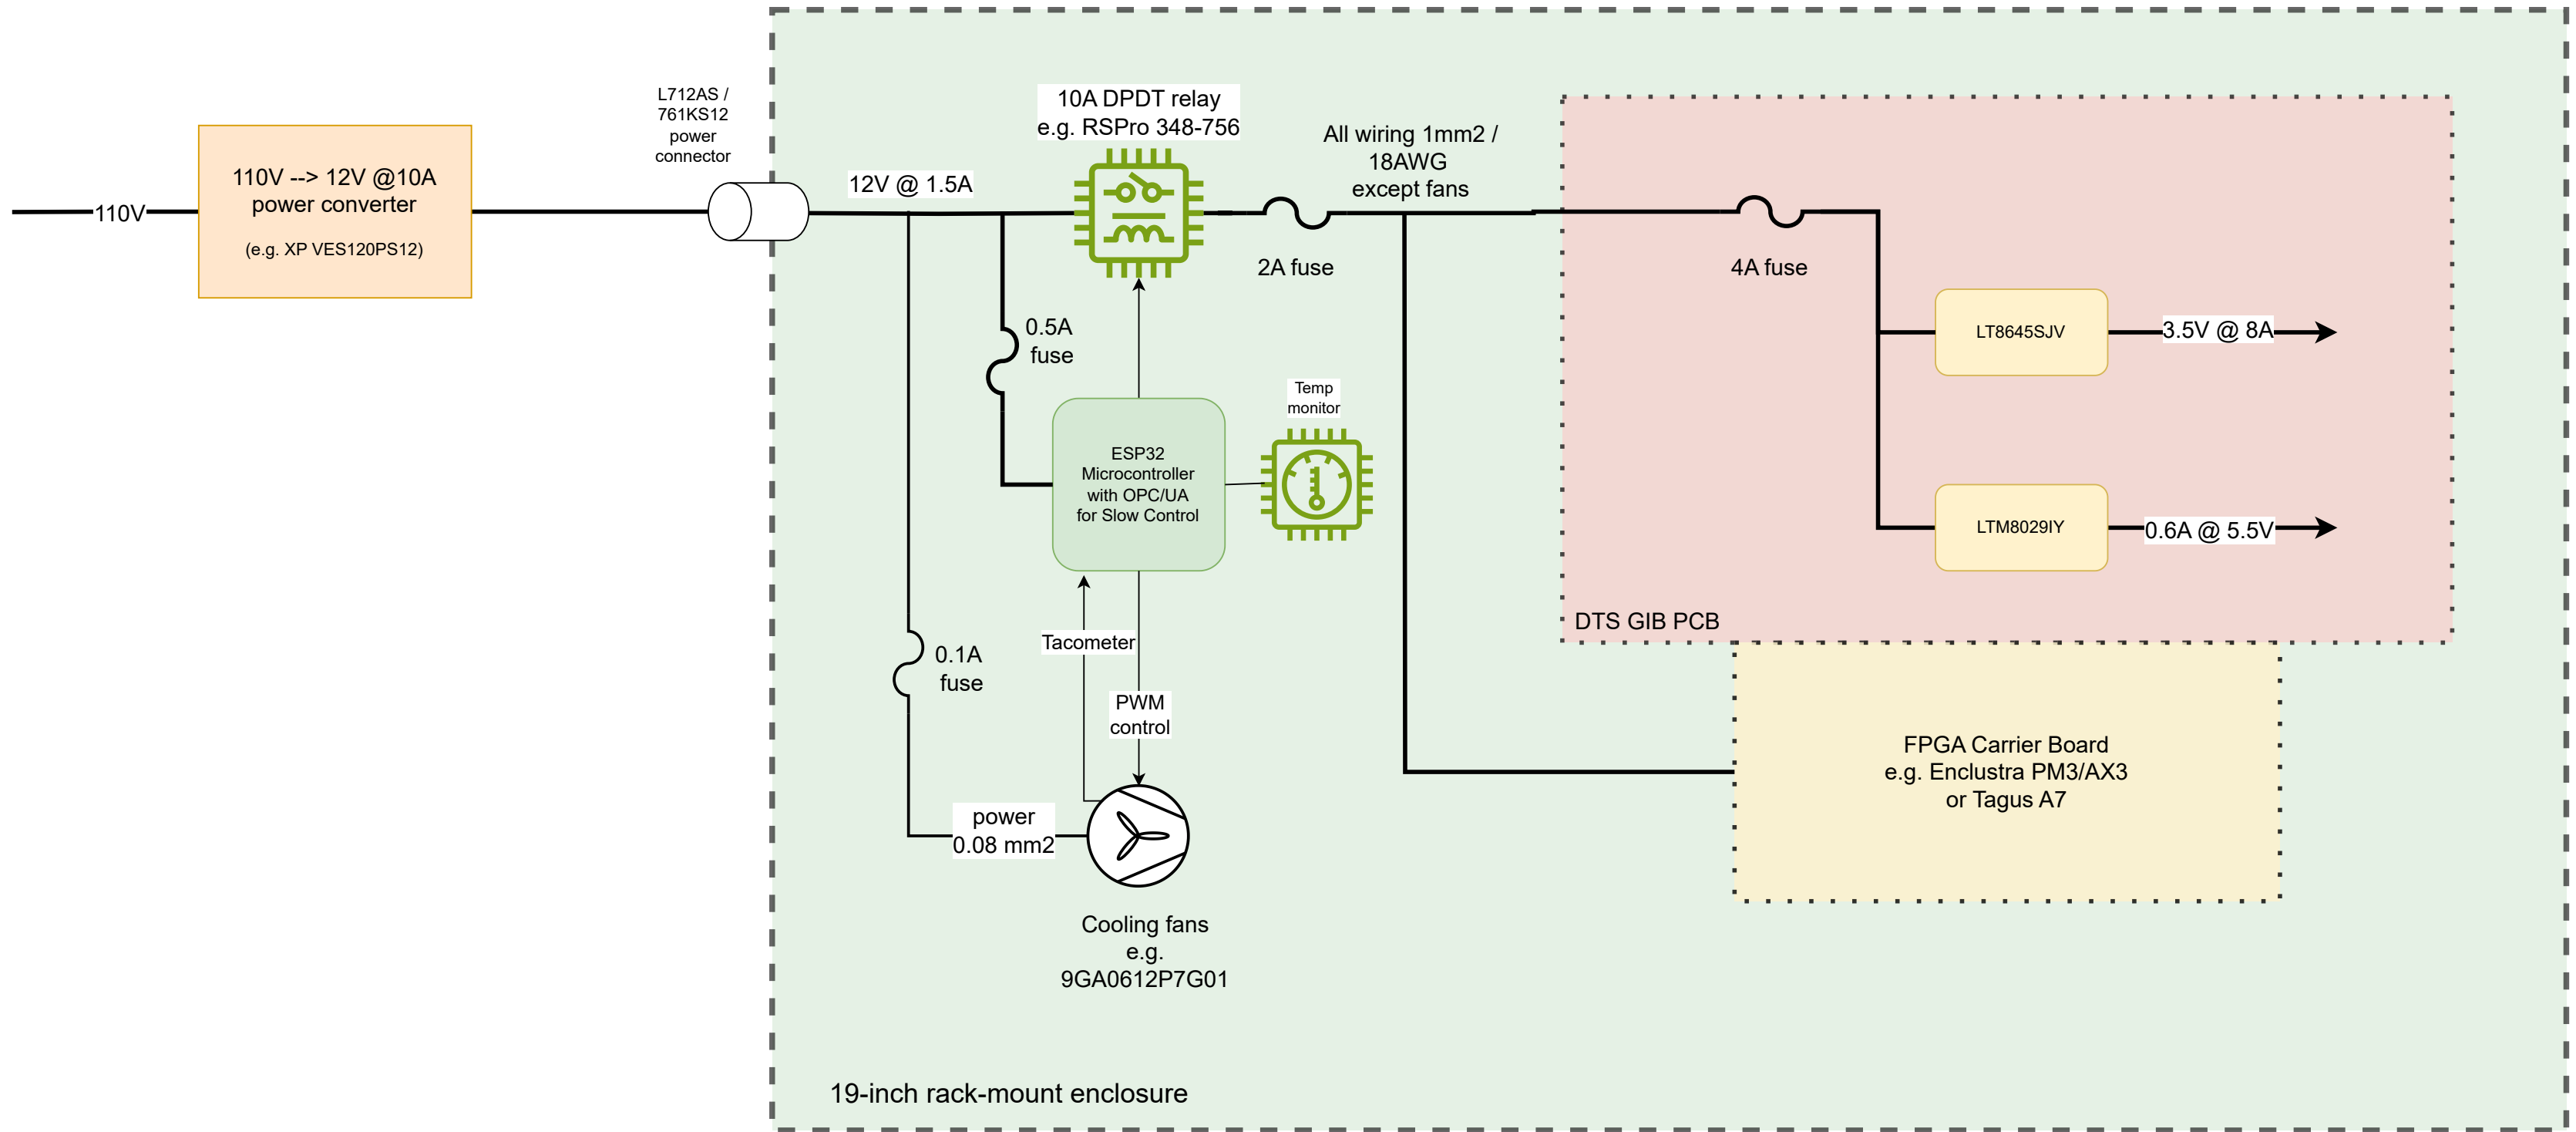 110V
110V --> 12V @10A
power converter
(e.g. XP VES120PS12)
L712AS /
761KS12
power
connector
12V @ 1.5A
10A DPDT relay
e.g. RSPro 348-756
2A fuse
All wiring 1mm2 /
18AWG
except fans
4A fuse
LT8645SJV
3.5V @ 8A
LTM8029IY
0.6A @ 5.5V
DTS GIB PCB
0.5A
fuse
ESP32
Microcontroller
with OPC/UA
for Slow Control
Temp
monitor
0.1A
fuse
Tacometer
PWM
control
power
0.08 mm2
Cooling fans
e.g.
9GA0612P7G01
FPGA Carrier Board
e.g. Enclustra PM3/AX3
or Tagus A7
19-inch rack-mount enclosure